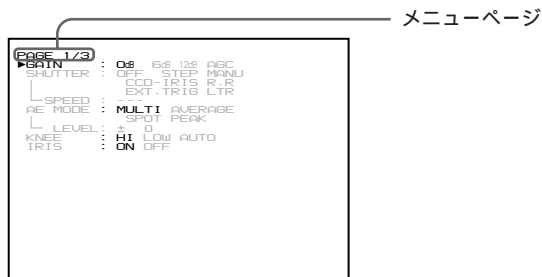 メニューページ
PAGE 1/3
▶GAIN : 0dB 6dB 12dB AGC
SHUTTER : OFF STEP MANU
CCD-IRIS R.R
EXT.TRIG LTR
SPEED : ---
AE MODE : MULTI AVERAGE
SPOT PEAK
LEVEL: ± 0
KNEE : HI LOW AUTO
IRIS : ON OFF